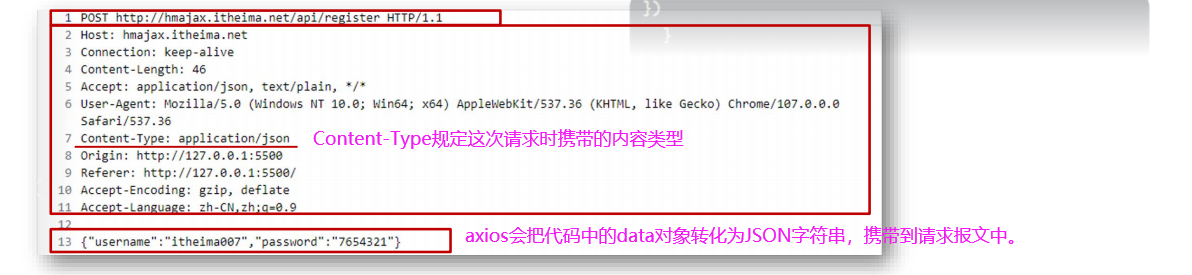 })
}
1 POST http://hmajax.itheima.net/api/register HTTP/1.1
2 Host: hmajax.itheima.net
3 Connection: keep-alive
4 Content-Length: 46
5 Accept: application/json, text/plain, */*
6 User-Agent: Mozilla/5.0 (Windows NT 10.0; Win64; x64) AppleWebKit/537.36 (KHTML, like Gecko) Chrome/107.0.0.0
Safari/537.36
7 Content-Type: application/json Content-Type规定这次请求时携带的内容类型
8 Origin: http://127.0.0.1:5500
9 Referer: http://127.0.0.1:5500/
10 Accept-Encoding: gzip, deflate
11 Accept-Language: zh-CN,zh;q=0.9
12
13 {"username":"itheima007","password":"7654321"} axios会把代码中的data对象转化为JSON字符串，携带到请求报文中。